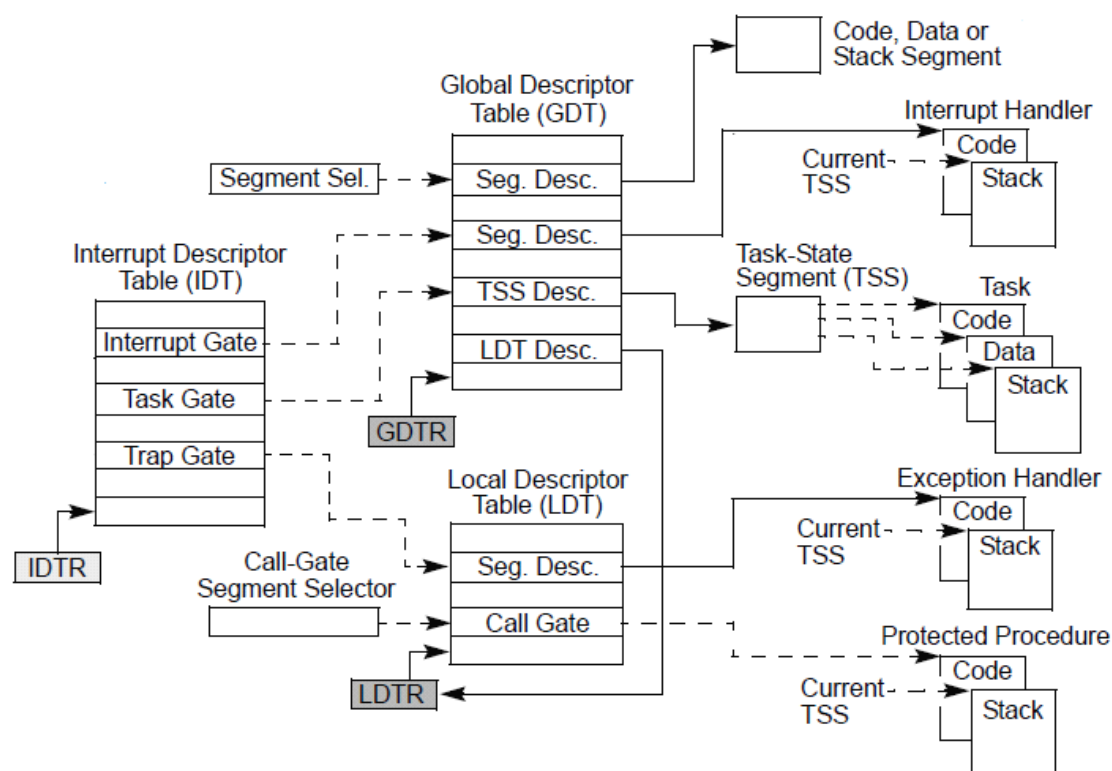 Code, Data or
Stack Segment
Global Descriptor
Table (GDT)
Interrupt Handler
Code
Current
TSS
Stack
Segment Sel.
Seg. Desc.
Seg. Desc.
Interrupt Descriptor
Table (IDT)
Task-State
Segment (TSS)
TSS Desc.
Task
Code
Interrupt Gate
LDT Desc.
Data
Task Gate
Stack
GDTR
Trap Gate
Local Descriptor
Table (LDT)
Exception Handler
Code
Current
TSS
Stack
IDTR
Call-Gate
Segment Selector
Seg. Desc.
Call Gate
Protected Procedure
Code
LDTR
Current
TSS
Stack